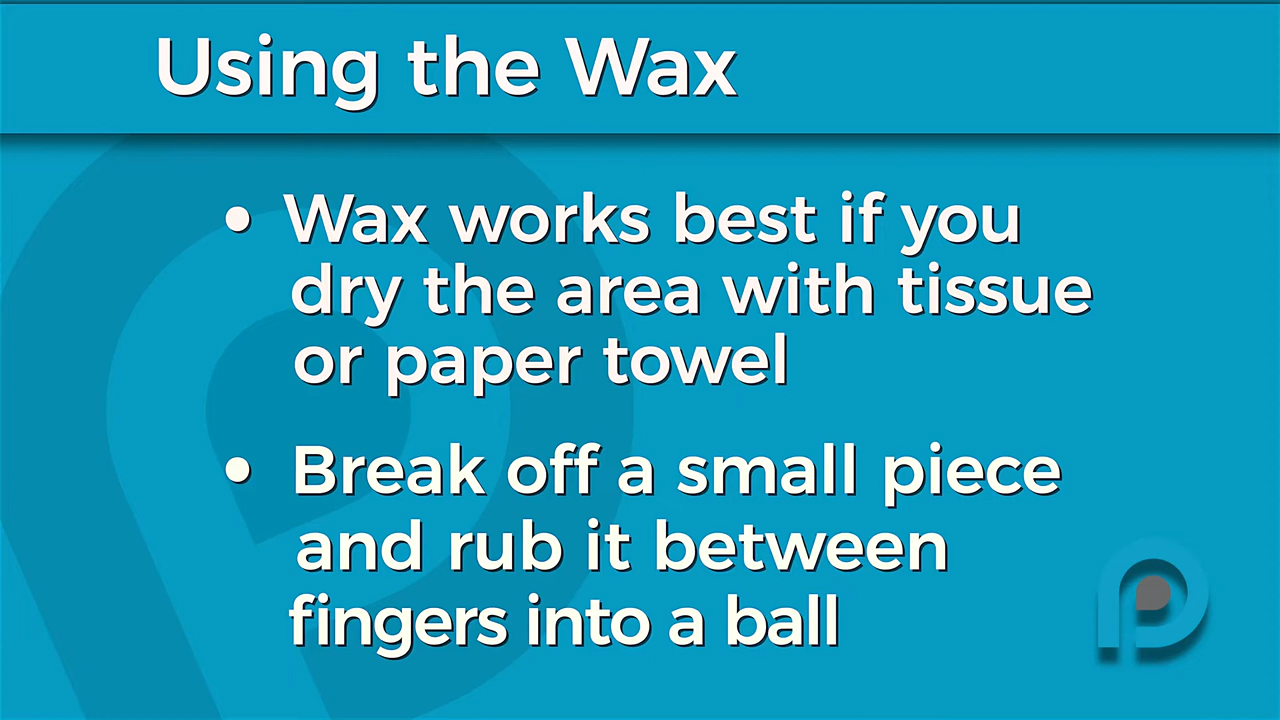 Using the Wax
• Wax works best if you
dry the area with tissue
or paper towel
• Break off a small piece
and rub it between
fingers into a ball